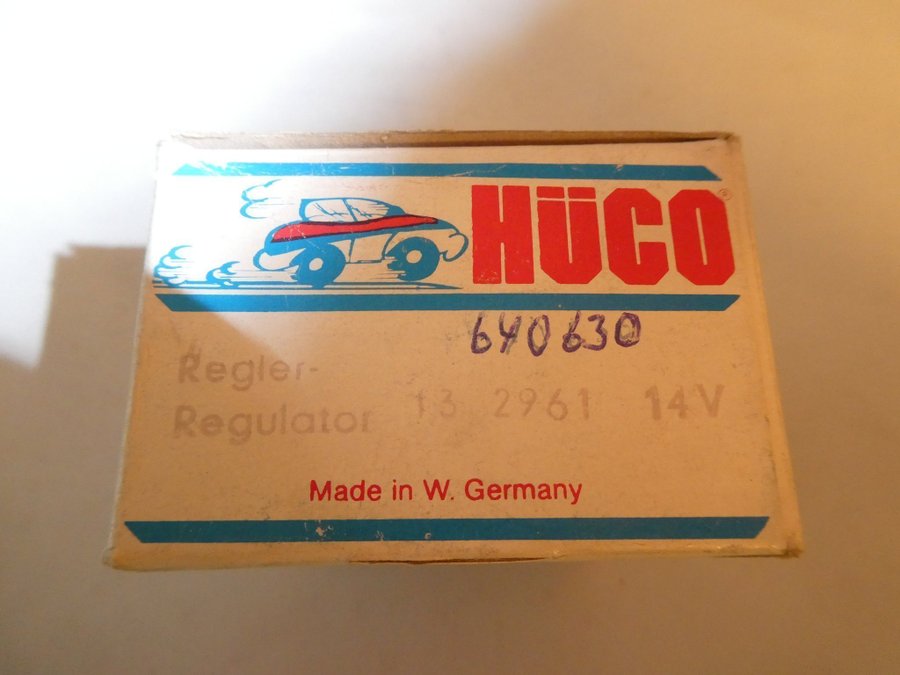 HÜCO®
640630
Regler-
Regulator 13 2961 14V
Made in W. Germany